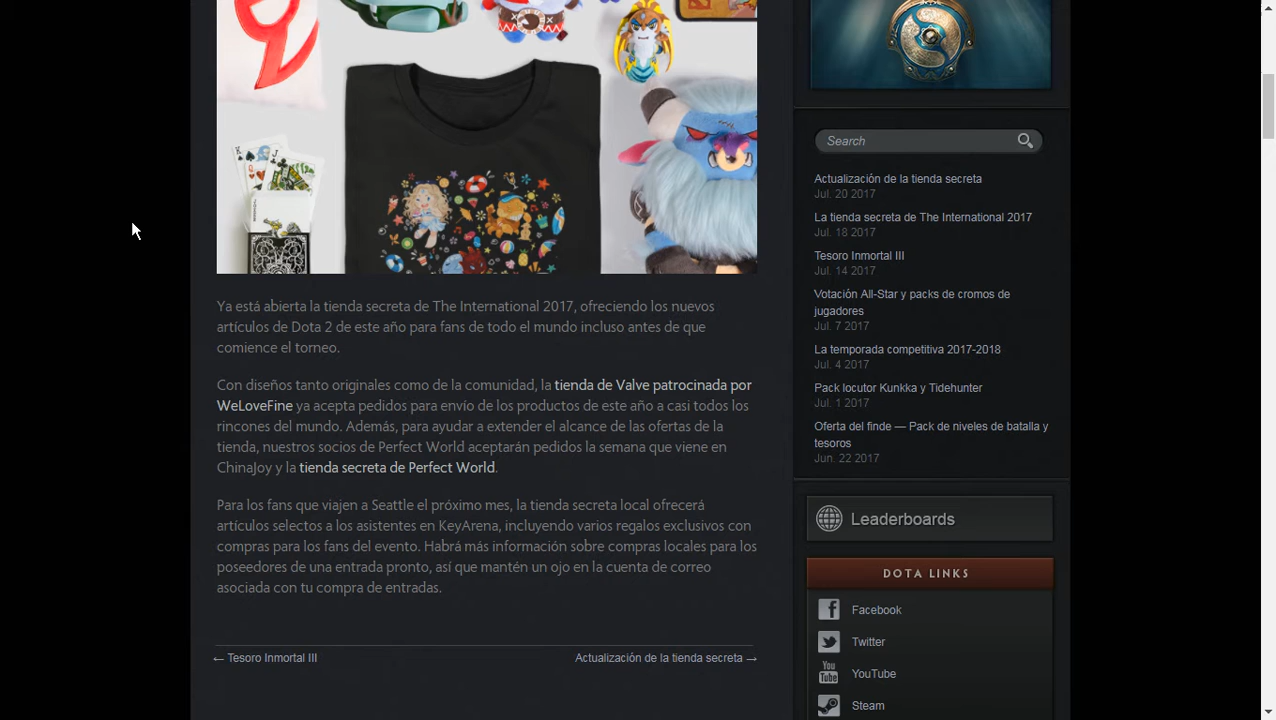 Search
Actualización de la tienda secreta
Jul. 20 2017
La tienda secreta de The International 2017
Jul. 18 2017
Tesoro Inmortal III
Jul. 14 2017
Votación All-Star y packs de cromos de
jugadores
Jul. 7 2017
La temporada competitiva 2017-2018
Jul. 4 2017
Pack locutor Kunkka y Tidehunter
Jul. 1 2017
Oferta del finde — Pack de niveles de batalla y
tesoros
Jun. 22 2017
Ya está abierta la tienda secreta de The International 2017, ofreciendo los nuevos
artículos de Dota 2 de este año para fans de todo el mundo incluso antes de que
comience el torneo.
Con diseños tanto originales como de la comunidad, la tienda de Valve patrocinada por
WeLoveFine ya acepta pedidos para envío de los productos de este año a casi todos los
rincones del mundo. Además, para ayudar a extender el alcance de las ofertas de la
tienda, nuestros socios de Perfect World aceptarán pedidos la semana que viene en
ChinaJoy y la tienda secreta de Perfect World.
Para los fans que viajen a Seattle el próximo mes, la tienda secreta local ofrecerá
artículos selectos a los asistentes en KeyArena, incluyendo varios regalos exclusivos con
compras para los fans del evento. Habrá más información sobre compras locales para los
poseedores de una entrada pronto, así que mantén un ojo en la cuenta de correo
asociada con tu compra de entradas.
← Tesoro Inmortal III
Actualización de la tienda secreta →
Leaderboards
DOTA LINKS
Facebook
Twitter
You
Tube
YouTube
Steam